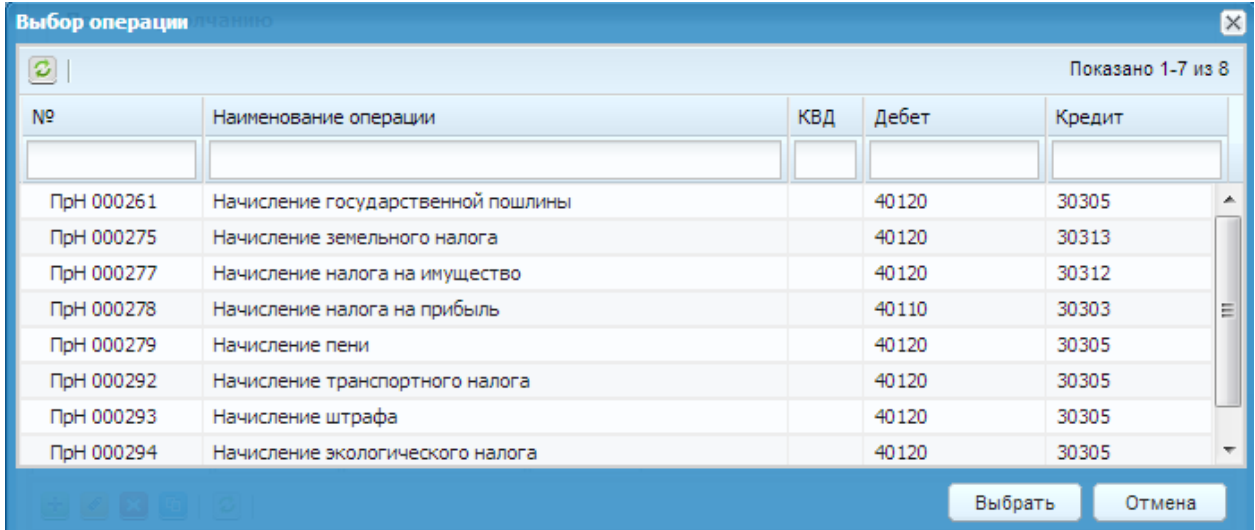 Выбор операции
Показано 1-7 из 8
№ Наименование операции КВД Дебет Кредит
ПрН 000261 Начисление государственной пошлины 40120 30305
ПрН 000275 Начисление земельного налога 40120 30313
ПрН 000277 Начисление налога на имущество 40120 30312
ПрН 000278 Начисление налога на прибыль 40110 30303
ПрН 000279 Начисление пени 40120 30305
ПрН 000292 Начисление транспортного налога 40120 30305
ПрН 000293 Начисление штрафа 40120 30305
ПрН 000294 Начисление экологического налога 40120 30305
Выбрать Отмена